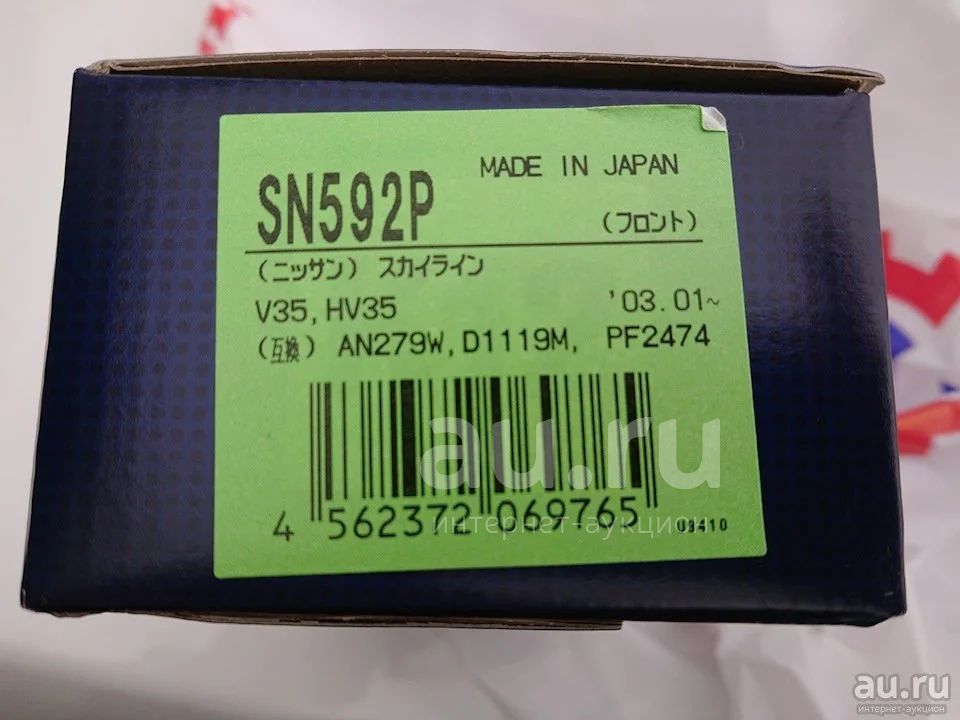 MADE IN JAPAN
SN592P (フロント)
(ニッサン) スカイライン
V35, HV35 '03.01~
(互換) AN279W, D1119M, PF2474
4 562372 069765
09410
au.ru
интернет-аукцион
au.ru
интернет-аукцион